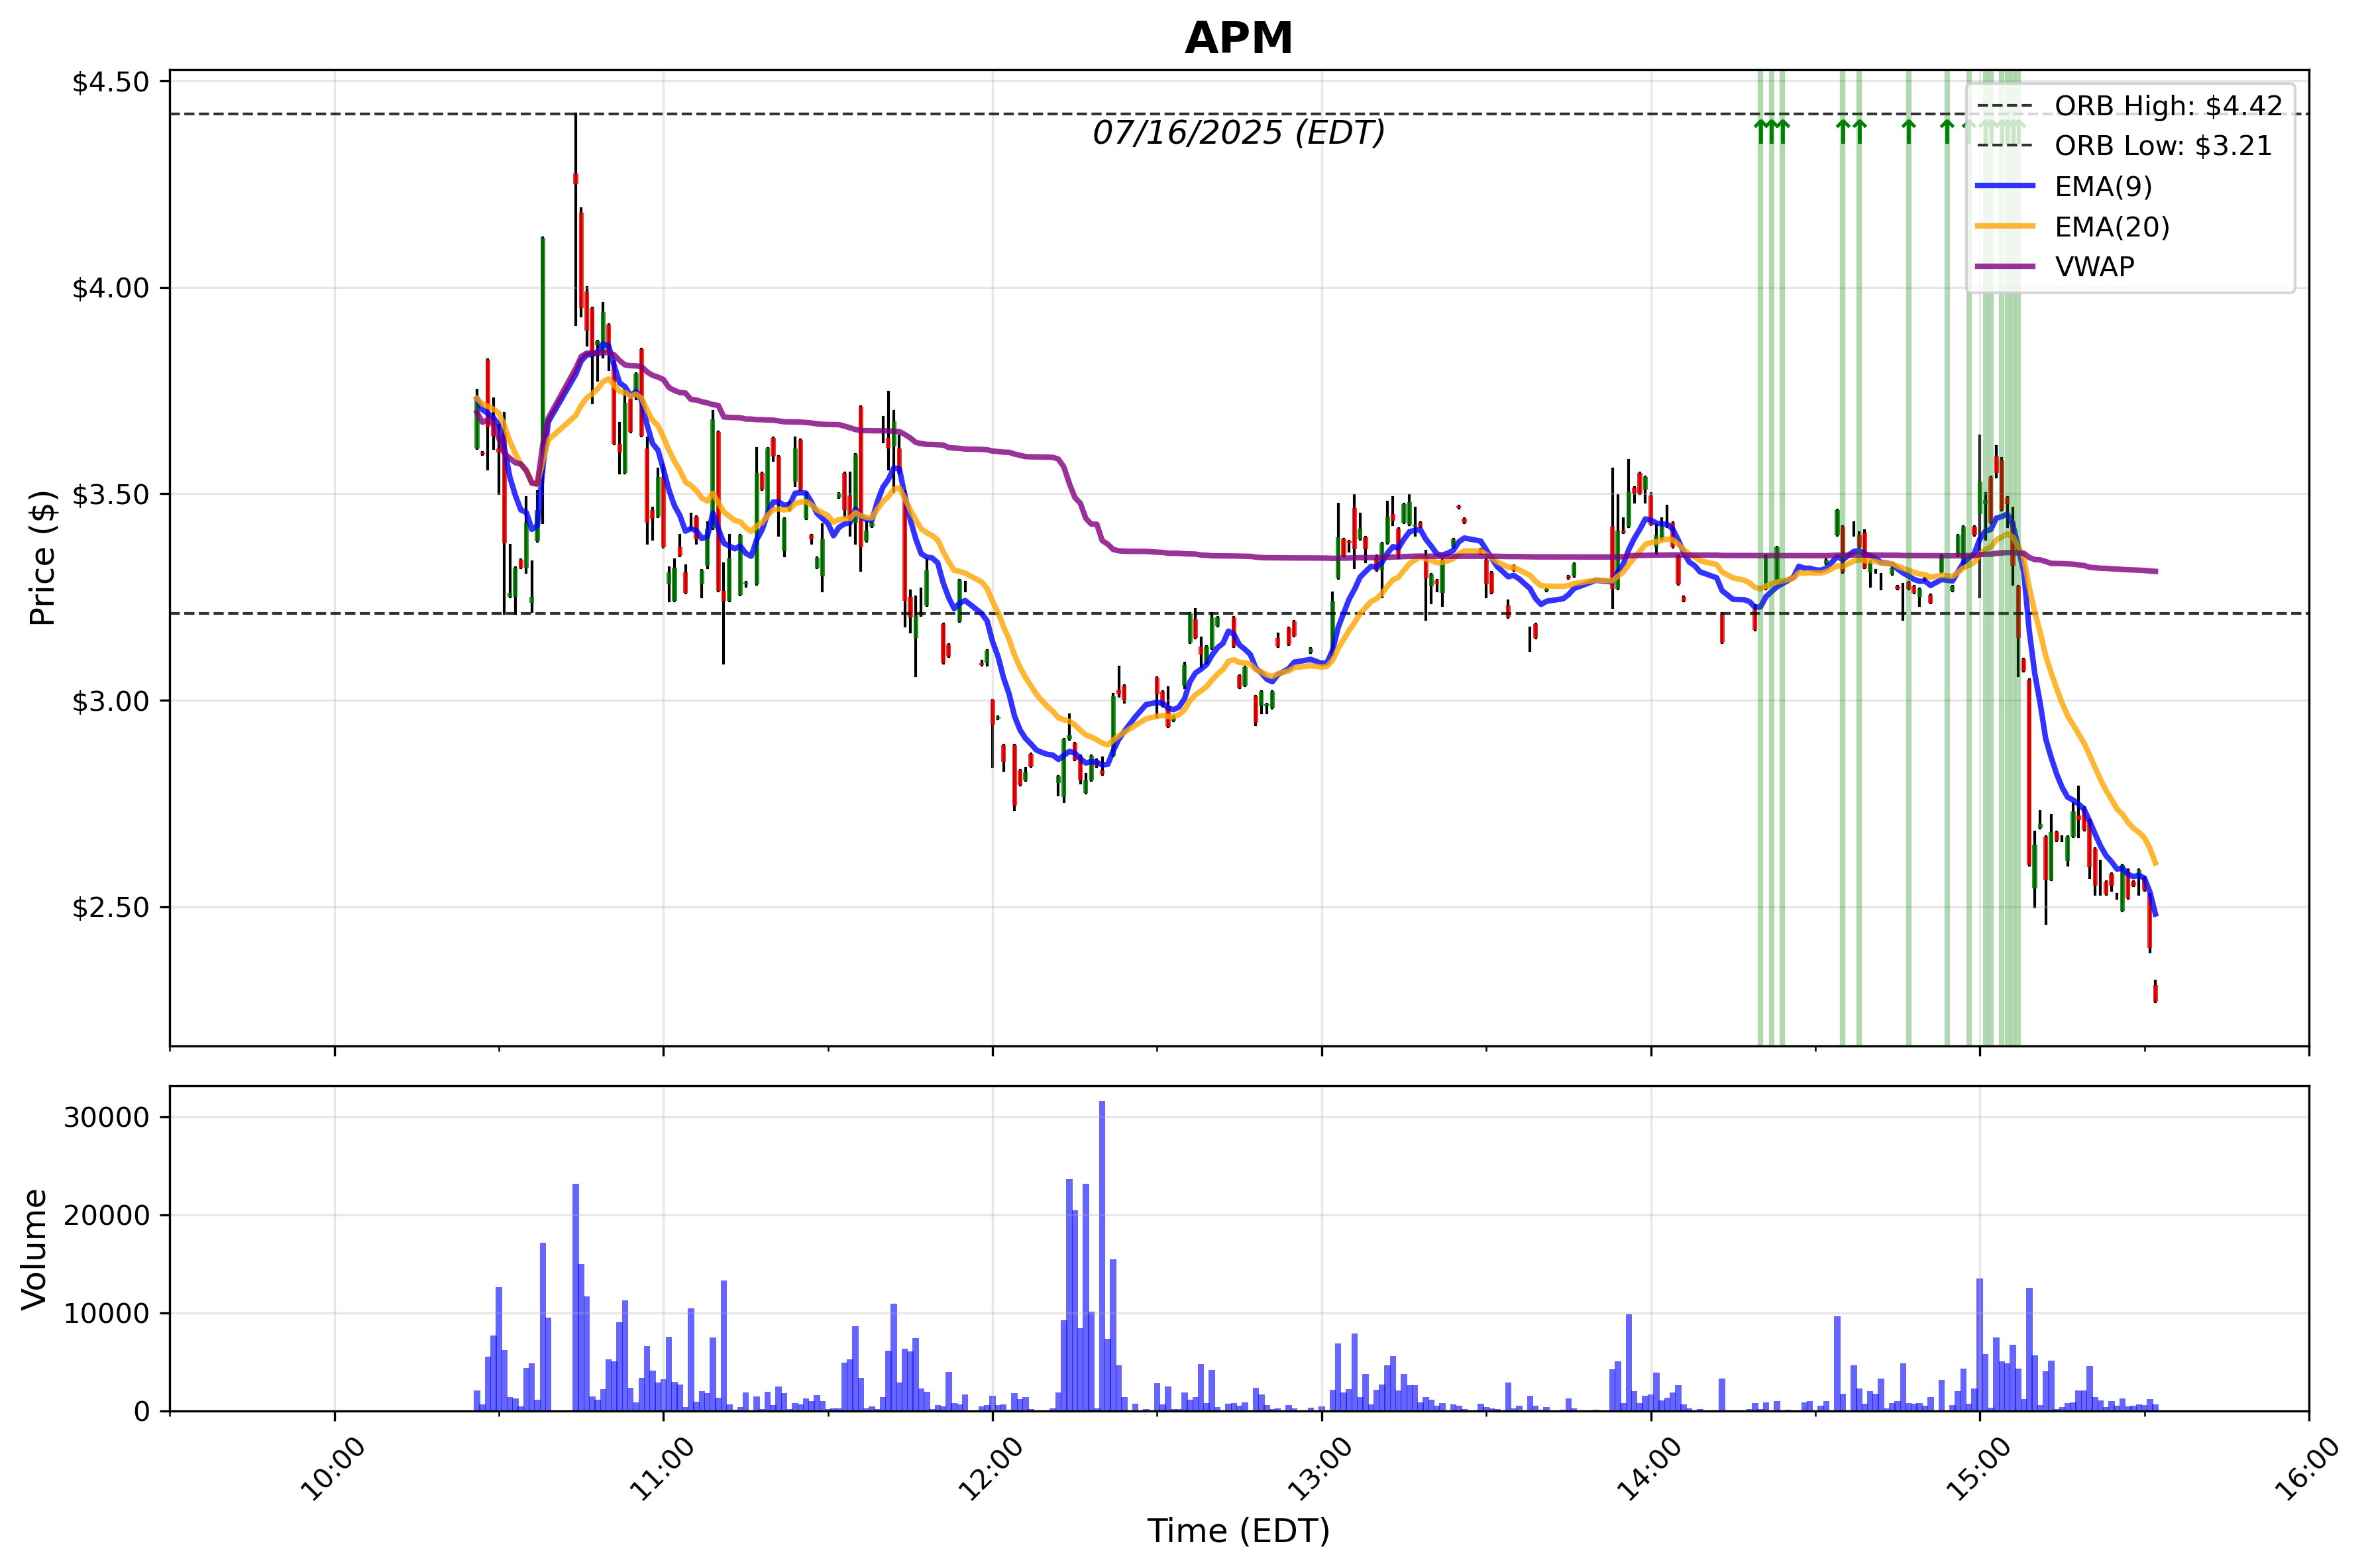 APM
07/16/2025 (EDT)
ORB High: $4.42
ORB Low: $3.21
EMA(9)
EMA(20)
VWAP
Price ($)
$4.50
$4.00
$3.50
$3.00
$2.50
Volume
30000
20000
10000
0
10:00
11:00
12:00
13:00
14:00
15:00
16:00
Time (EDT)